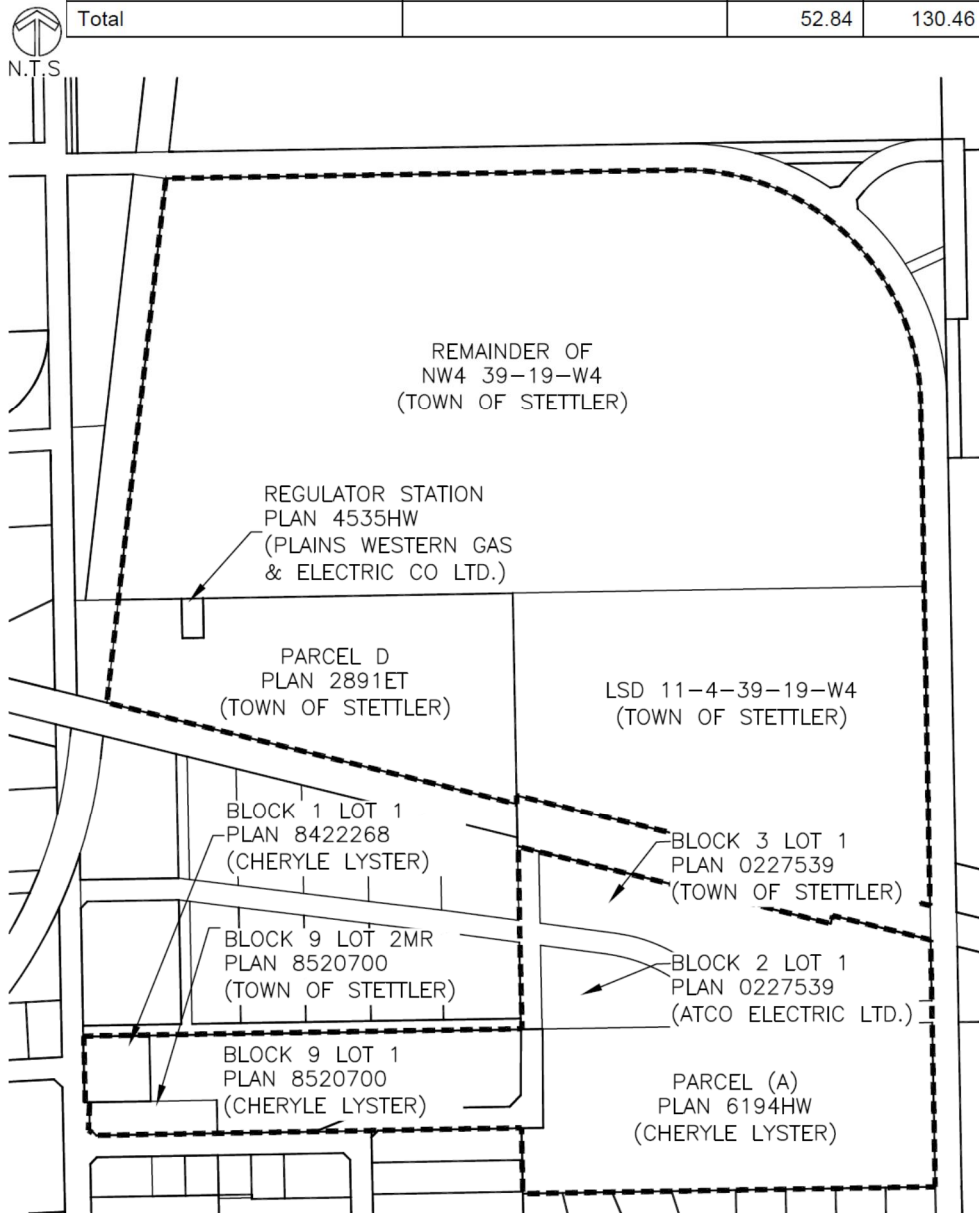 Total 52.84 130.46
N.T.S
REMAINDER OF
NW4 39-19-W4
(TOWN OF STETTLER)
REGULATOR STATION
PLAN 4535HW
(PLAINS WESTERN GAS
& ELECTRIC CO LTD.)
PARCEL D
PLAN 2891ET
(TOWN OF STETTLER)
LSD 11-4-39-19-W4
(TOWN OF STETTLER)
BLOCK 1 LOT 1
PLAN 8422268
(CHERYLE LYSTER)
BLOCK 3 LOT 1
PLAN 0227539
(TOWN OF STETTLER)
BLOCK 9 LOT 2MR
PLAN 8520700
(TOWN OF STETTLER)
BLOCK 2 LOT 1
PLAN 0227539
(ATCO ELECTRIC LTD.)
BLOCK 9 LOT 1
PLAN 8520700
(CHERYLE LYSTER)
PARCEL (A)
PLAN 6194HW
(CHERYLE LYSTER)